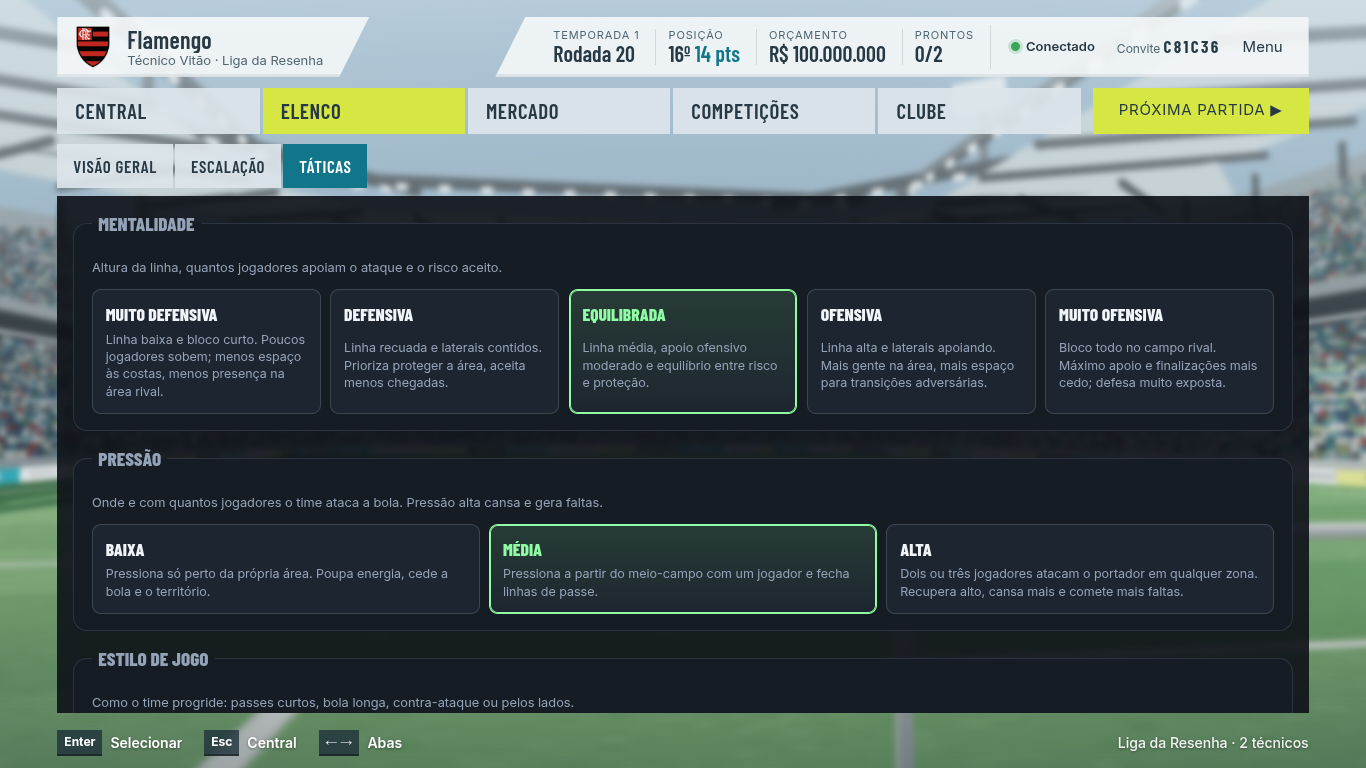 Flamengo
Técnico Vitão · Liga da Resenha
TEMPORADA 1
Rodada 20
POSIÇÃO
16º 14 pts
ORÇAMENTO
R$ 100.000.000
PRONTOS
0/2
Conectado
Convite C81C36
Menu
CENTRAL
ELENCO
MERCADO
COMPETIÇÕES
CLUBE
PRÓXIMA PARTIDA ▶
VISÃO GERAL
ESCALAÇÃO
TÁTICAS
MENTALIDADE
Altura da linha, quantos jogadores apoiam o ataque e o risco aceito.
MUITO DEFENSIVA
Linha baixa e bloco curto. Poucos
jogadores sobem; menos espaço
às costas, menos presença na
área rival.
DEFENSIVA
Linha recuada e laterais contidos.
Prioriza proteger a área, aceita
menos chegadas.
EQUILIBRADA
Linha média, apoio ofensivo
moderado e equilíbrio entre risco
e proteção.
OFENSIVA
Linha alta e laterais apoiando.
Mais gente na área, mais espaço
para transições adversárias.
MUITO OFENSIVA
Bloco todo no campo rival.
Máximo apoio e finalizações mais
cedo; defesa muito exposta.
PRESSÃO
Onde e com quantos jogadores o time ataca a bola. Pressão alta cansa e gera faltas.
BAIXA
Pressiona só perto da própria área. Poupa energia, cede a
bola e o território.
MÉDIA
Pressiona a partir do meio-campo com um jogador e fecha
linhas de passe.
ALTA
Dois ou três jogadores atacam o portador em qualquer zona.
Recupera alto, cansa mais e comete mais faltas.
ESTILO DE JOGO
Como o time progride: passes curtos, bola longa, contra-ataque ou pelos lados.
Enter Selecionar
Esc Central
←→ Abas
Liga da Resenha · 2 técnicos